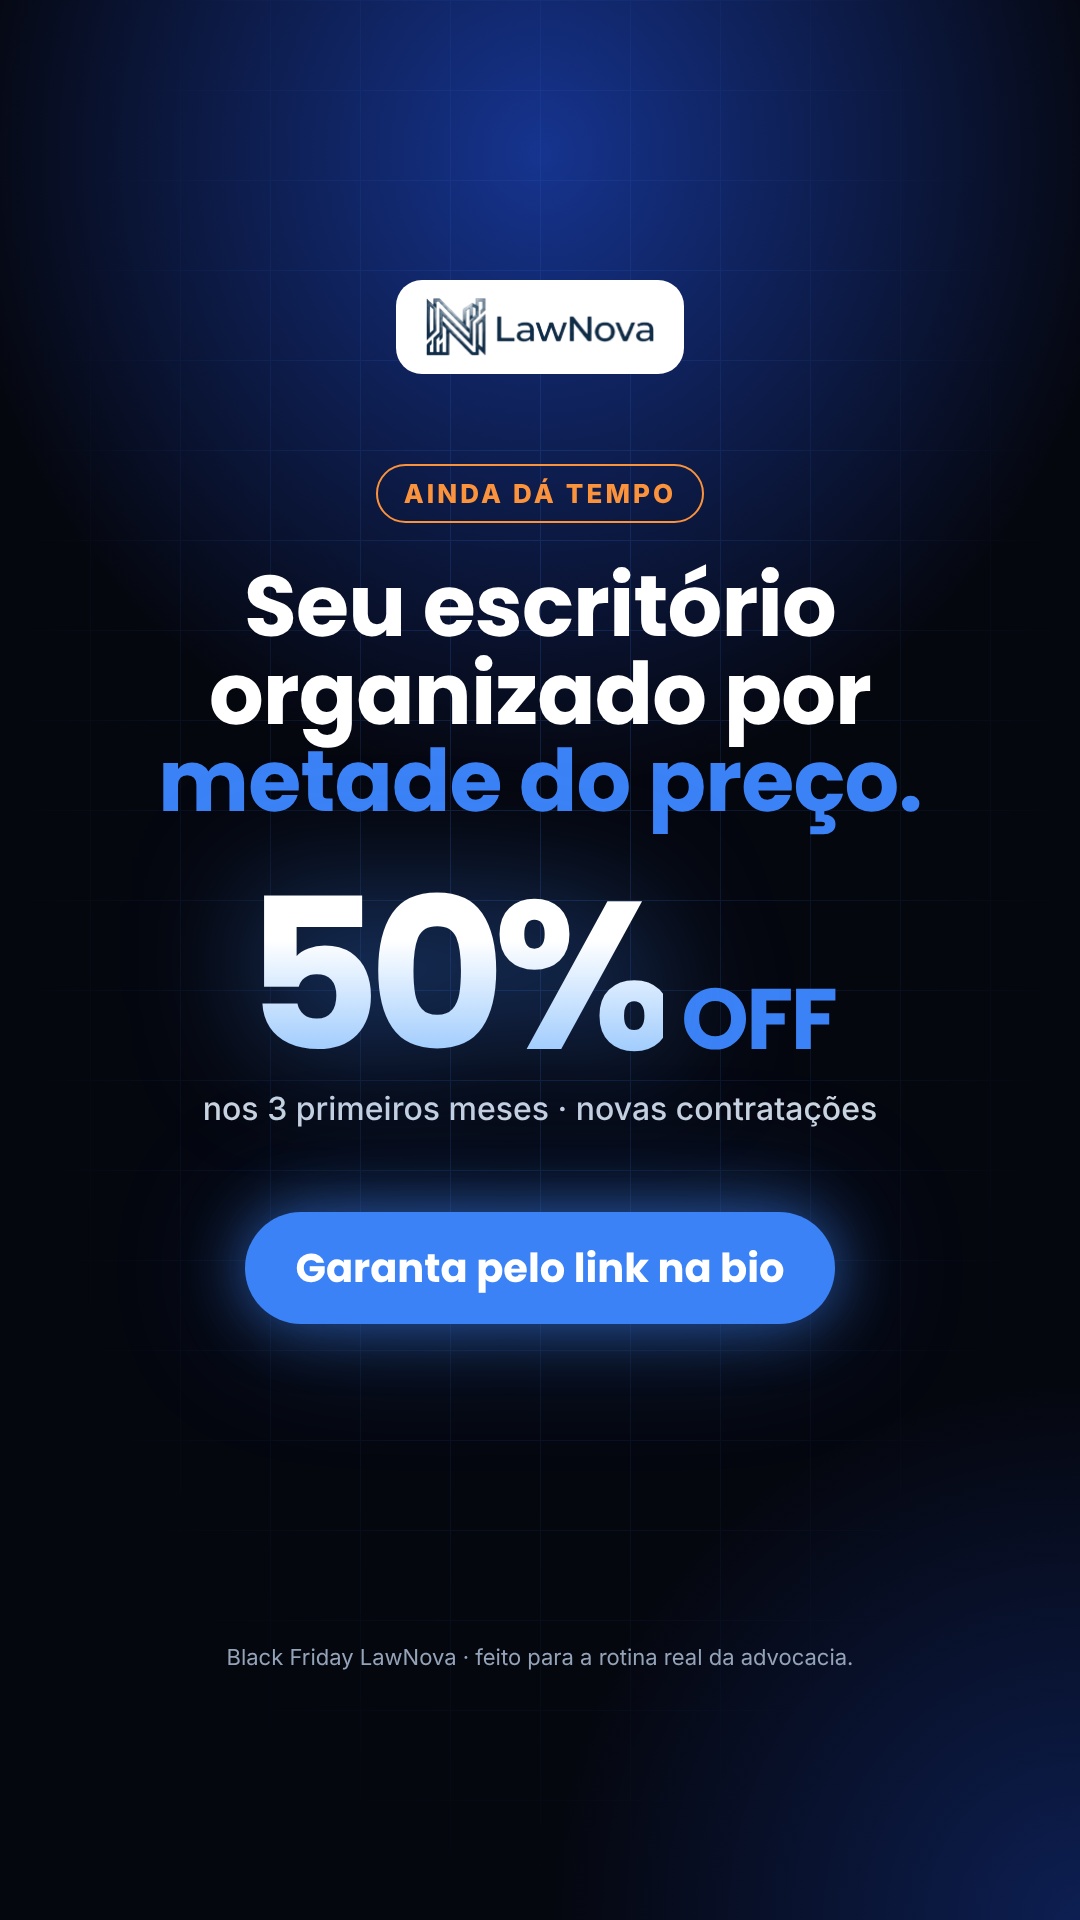 LawNova
AINDA DÁ TEMPO
Seu escritório
organizado por
metade do preço.
50% OFF
nos 3 primeiros meses · novas contratações
Garanta pelo link na bio
Black Friday LawNova · feito para a rotina real da advocacia.